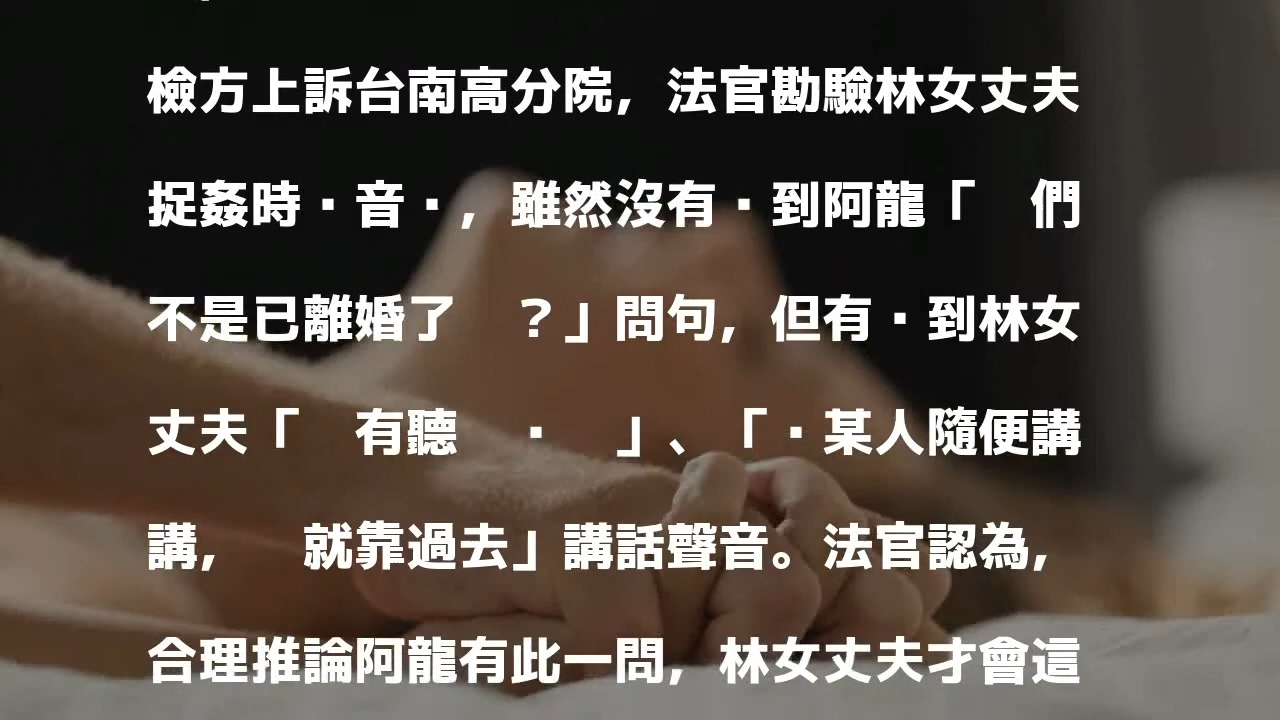 檢方上訴台南高分院，法官勘驗林女丈夫
捉姦時·音·，雖然沒有·到阿龍「　們
不是已離婚了　？」問句，但有·到林女
丈夫「　有聽　·　」、「·某人隨便講
講，　就靠過去」講話聲音。法官認為，
合理推論阿龍有此一問，林女丈夫才會這